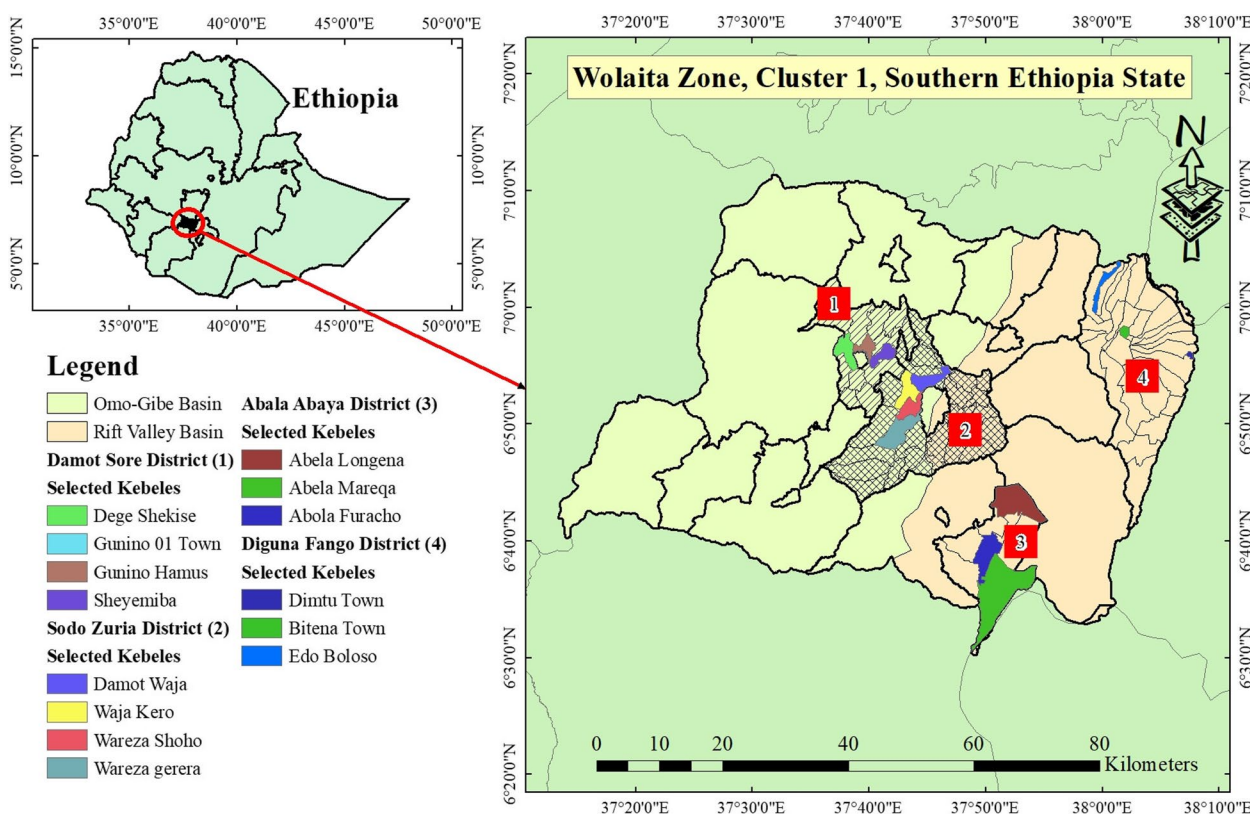 35°0'0"E 40°0'0"E 45°0'0"E 50°0'0"E
15°0'0"N
10°0'0"N
5°0'0"N
Ethiopia
15°0'0"N
10°0'0"N
5°0'0"N
35°0'0"E 40°0'0"E 45°0'0"E 50°0'0"E
Legend
Omo-Gibe Basin
Rift Valley Basin
Damot Sore District (1)
Selected Kebeles
Dege Shekise
Gunino 01 Town
Gunino Hamus
Sheyemiba
Sodo Zuria District (2)
Selected Kebeles
Damot Waja
Waja Kero
Wareza Shoho
Wareza gerera
Abala Abaya District (3)
Selected Kebeles
Abela Longena
Abela Mareqa
Abola Furacho
Diguna Fango District (4)
Selected Kebeles
Dimtu Town
Bitena Town
Edo Boloso
37°20'0"E 37°30'0"E 37°40'0"E 37°50'0"E 38°0'0"E 38°10'0"E
Wolaita Zone, Cluster 1, Southern Ethiopia State
N
7°20'0"N
7°10'0"N
7°0'0"N
6°50'0"N
6°40'0"N
6°30'0"N
6°20'0"N
1
2
3
4
7°20'0"N
7°10'0"N
7°0'0"N
6°50'0"N
6°40'0"N
6°30'0"N
6°20'0"N
0 10 20 40 60 80
Kilometers
37°20'0"E 37°30'0"E 37°40'0"E 37°50'0"E 38°0'0"E 38°10'0"E